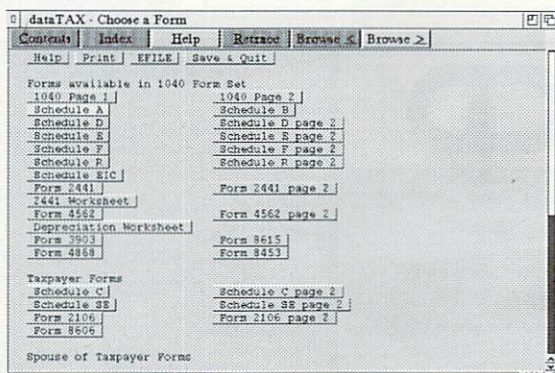 dataTAX - Choose a Form
Contents Index Help Retrace Browse < Browse >
Help Print EFILE Save & Quit
Forms available in 1040 Form Set
1040 Page 1 1040 Page 2
Schedule A Schedule B
Schedule D Schedule D page 2
Schedule E Schedule E page 2
Schedule F Schedule F page 2
Schedule R Schedule R page 2
Schedule EIC
Form 2441 Form 2441 page 2
2441 Worksheet
Form 4562 Form 4562 page 2
Depreciation Worksheet
Form 3903 Form 8615
Form 4868 Form 8453
Taxpayer Forms
Schedule C Schedule C page 2
Schedule SE Schedule SE page 2
Form 2106 Form 2106 page 2
Form 8606
Spouse of Taxpayer Forms